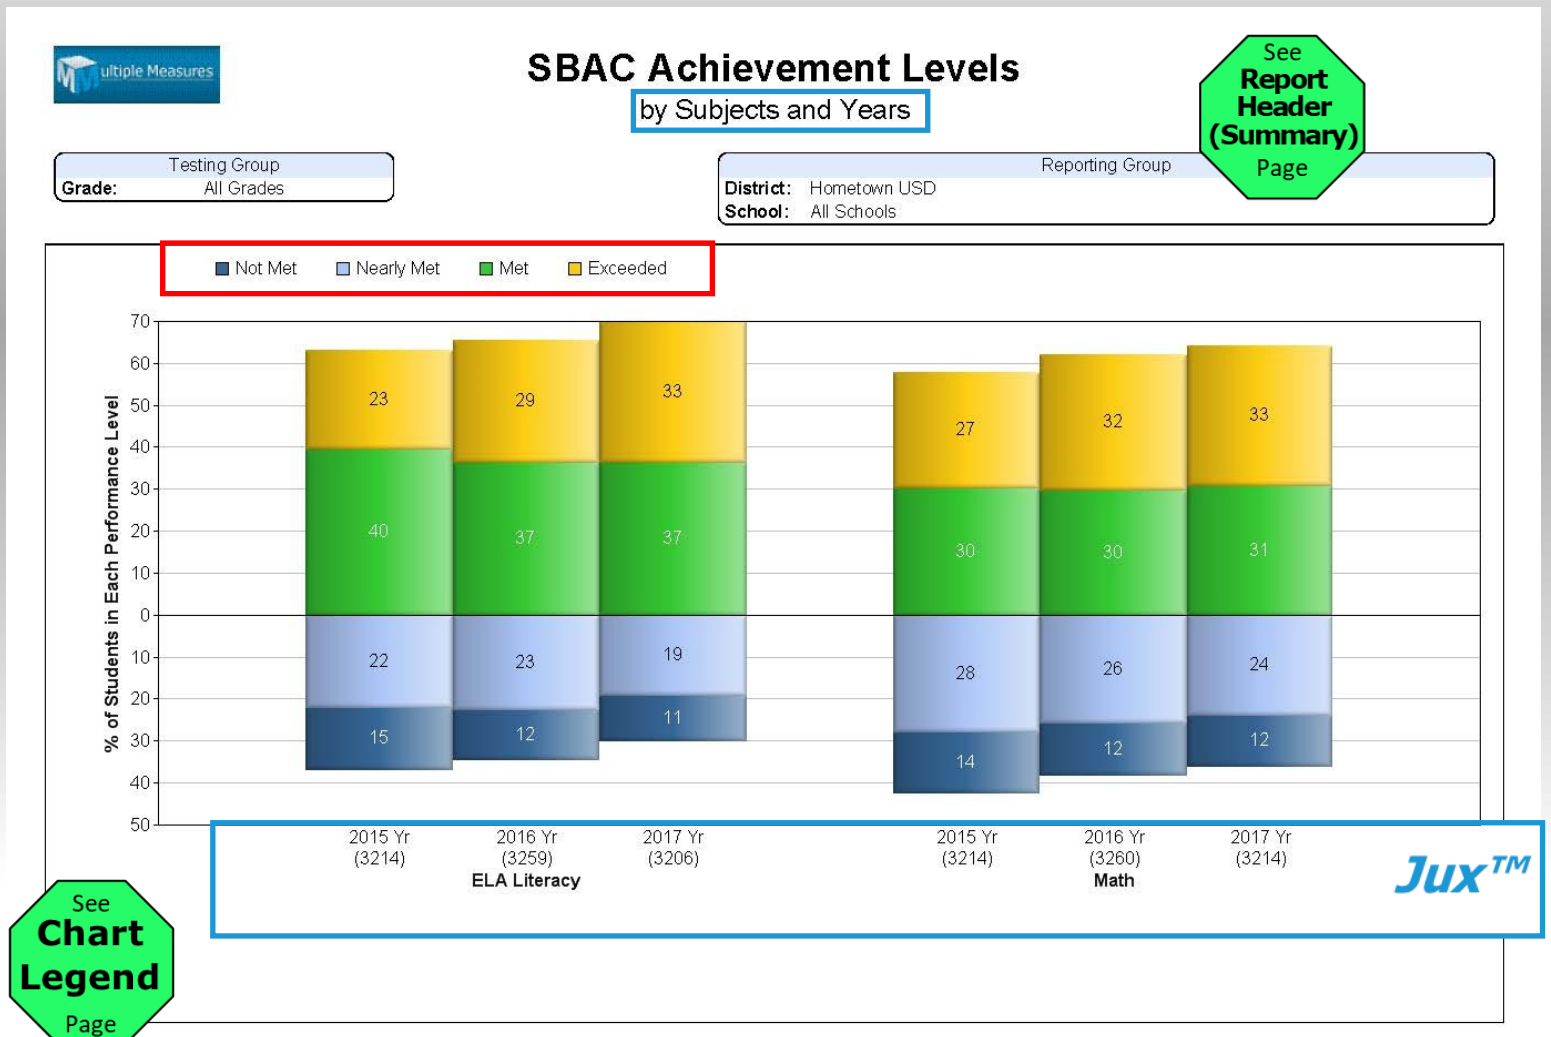 ultiple Measures
SBAC Achievement Levels
by Subjects and Years
See
Report
Header
(Summary)
Page
Testing Group
Grade: All Grades
Reporting Group
District: Hometown USD
School: All Schools
Not Met Nearly Met Met Exceeded
% of Students in Each Performance Level
70
60
50
40
30
20
10
0
10
20
30
40
50
23 29 33 27 32 33
40 37 37 30 30 31
22 23 19 28 26 24
15 12 11 14 12 12
2015 Yr 2016 Yr 2017 Yr 2015 Yr 2016 Yr 2017 Yr
(3214) (3259) (3206) (3214) (3260) (3214)
ELA Literacy Math
Jux™
See
Chart
Legend
Page